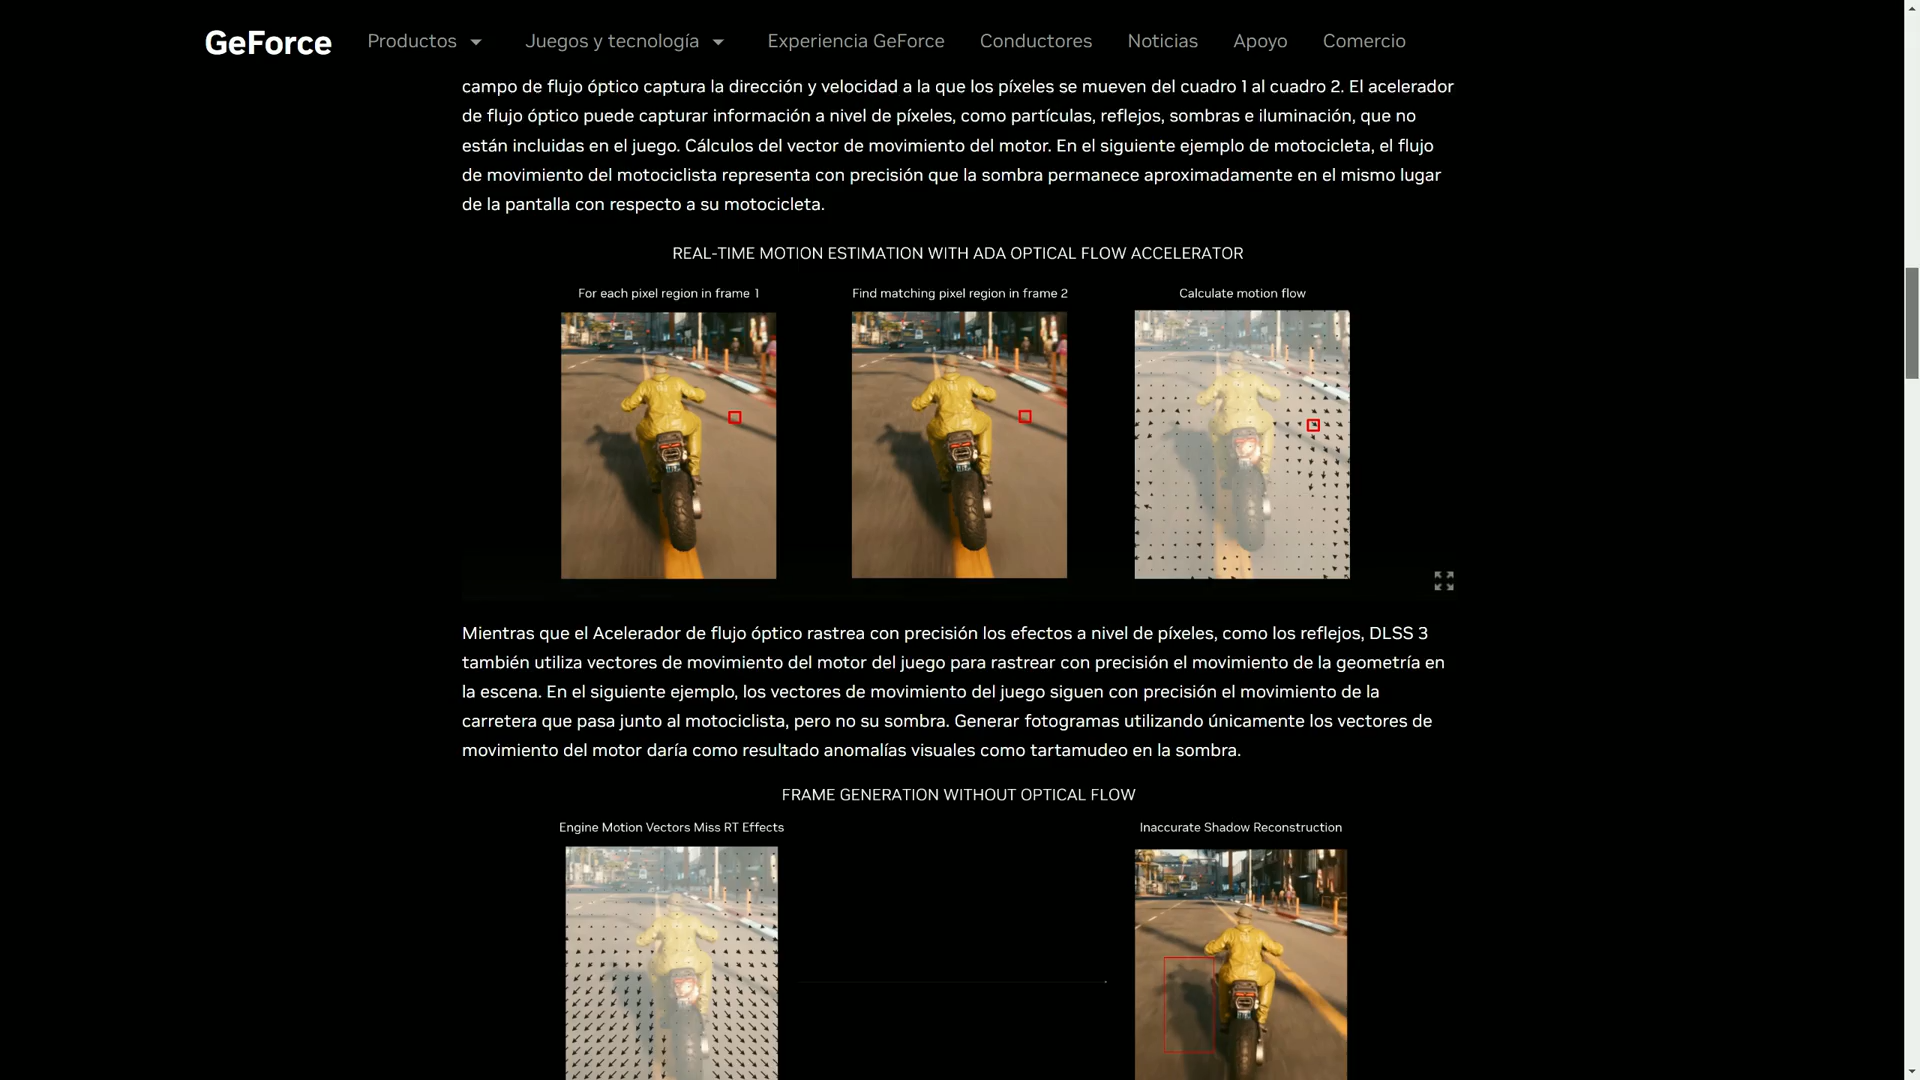 GeForce Productos Juegos y tecnología Experiencia GeForce Conductores Noticias Apoyo Comercio
campo de flujo óptico captura la dirección y velocidad a la que los píxeles se mueven del cuadro 1 al cuadro 2. El acelerador
de flujo óptico puede capturar información a nivel de píxeles, como partículas, reflejos, sombras e iluminación, que no
están incluidas en el juego. Cálculos del vector de movimiento del motor. En el siguiente ejemplo de motocicleta, el flujo
de movimiento del motociclista representa con precisión que la sombra permanece aproximadamente en el mismo lugar
de la pantalla con respecto a su motocicleta.
REAL-TIME MOTION ESTIMATION WITH ADA OPTICAL FLOW ACCELERATOR
For each pixel region in frame 1
Find matching pixel region in frame 2
Calculate motion flow
Mientras que el Acelerador de flujo óptico rastrea con precisión los efectos a nivel de píxeles, como los reflejos, DLSS 3
también utiliza vectores de movimiento del motor del juego para rastrear con precisión el movimiento de la geometría en
la escena. En el siguiente ejemplo, los vectores de movimiento del juego siguen con precisión el movimiento de la
carretera que pasa junto al motociclista, pero no su sombra. Generar fotogramas utilizando únicamente los vectores de
movimiento del motor daría como resultado anomalías visuales como tartamudeo en la sombra.
FRAME GENERATION WITHOUT OPTICAL FLOW
Engine Motion Vectors Miss RT Effects
Inaccurate Shadow Reconstruction